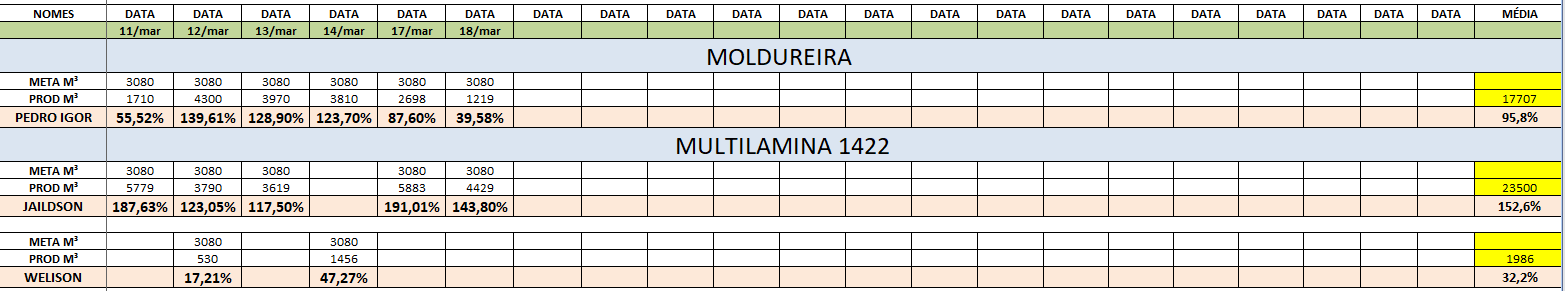 NOMES DATA DATA DATA DATA DATA DATA DATA DATA DATA DATA DATA DATA DATA DATA DATA DATA DATA DATA DATA DATA MÉDIA
11/mar 12/mar 13/mar 14/mar 17/mar 18/mar
MOLDUREIRA
META M³ 3080 3080 3080 3080 3080 3080
PROD M³ 1710 4300 3970 3810 2698 1219 17707
PEDRO IGOR 55,52% 139,61% 128,90% 123,70% 87,60% 39,58% 95,8%
MULTILAMINA 1422
META M³ 3080 3080 3080 3080 3080
PROD M³ 5779 3790 3619 5883 4429 23500
JAILDSON 187,63% 123,05% 117,50% 191,01% 143,80% 152,6%
META M³ 3080 3080
PROD M³ 530 1456 1986
WELISON 17,21% 47,27% 32,2%